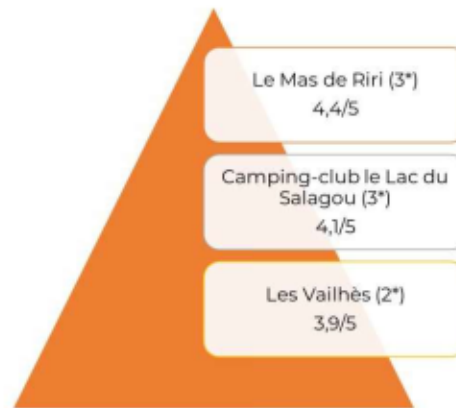 Le Mas de Riri (3*)
4,4/5
Camping-club le Lac du
Salagou (3*)
4,1/5
Les Vailhès (2*)
3,9/5